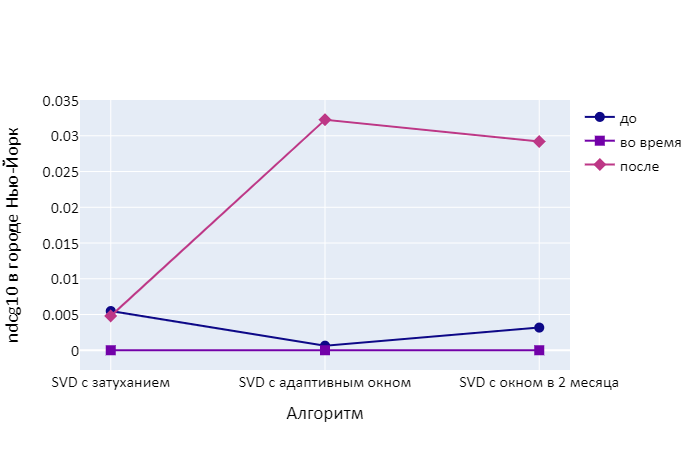 ndcg10 в городе Нью-Йорк
0.035
0.03
0.025
0.02
0.015
0.01
0.005
0
SVD с затуханием
SVD с адаптивным окном
SVD с окном в 2 месяца
Алгоритм
до
во время
после